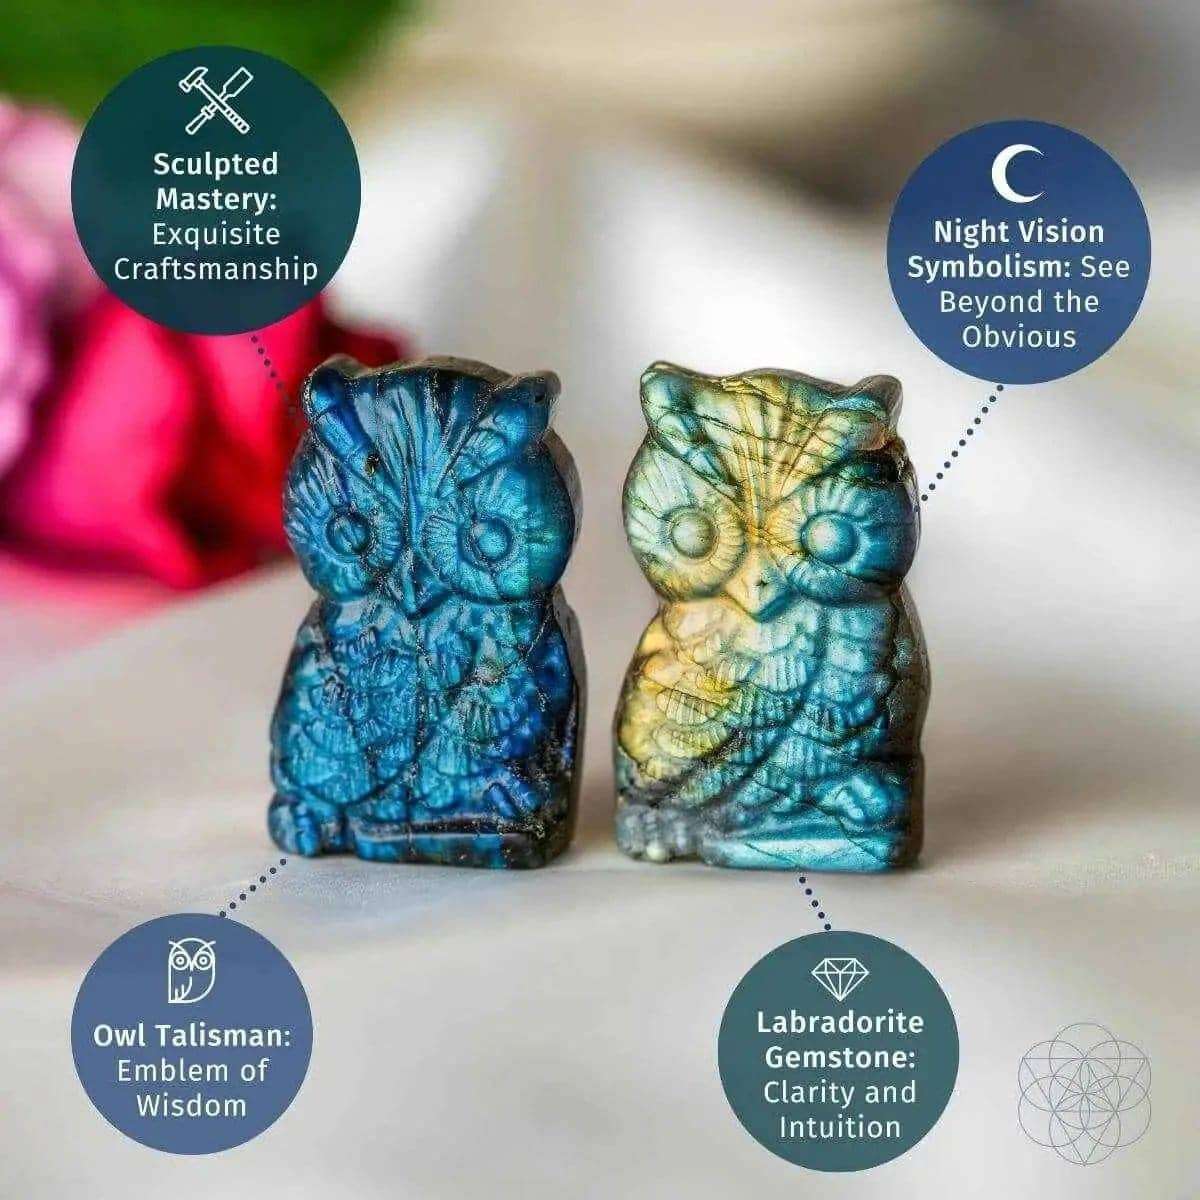 Sculpted
Mastery:
Exquisite
Craftsmanship
Night Vision
Symbolism: See
Beyond the
Obvious
Owl Talisman:
Emblem of
Wisdom
Labradorite
Gemstone:
Clarity and
Intuition